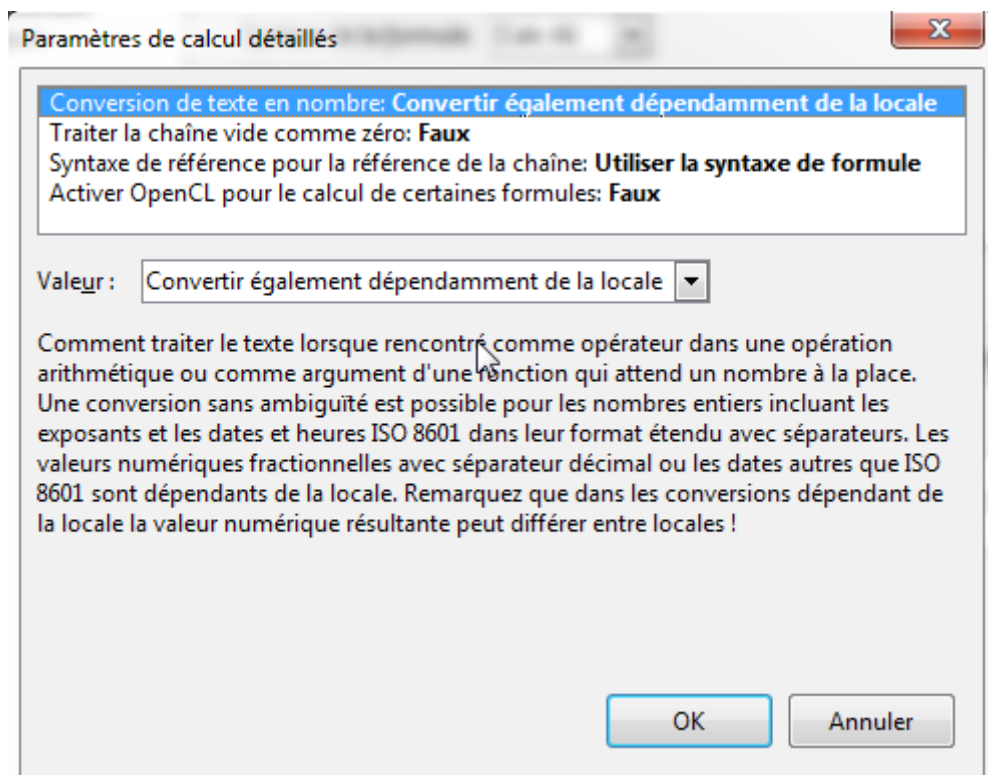 Paramètres de calcul détaillés
Conversion de texte en nombre: Convertir également dépendamment de la locale
Traiter la chaîne vide comme zéro: Faux
Syntaxe de référence pour la référence de la chaîne: Utiliser la syntaxe de formule
Activer OpenCL pour le calcul de certaines formules: Faux
Valeur : Convertir également dépendamment de la locale
Comment traiter le texte lorsque rencontré comme opérateur dans une opération
arithmétique ou comme argument d'une fonction qui attend un nombre à la place.
Une conversion sans ambiguïté est possible pour les nombres entiers incluant les
exposants et les dates et heures ISO 8601 dans leur format étendu avec séparateurs. Les
valeurs numériques fractionnelles avec séparateur décimal ou les dates autres que ISO
8601 sont dépendants de la locale. Remarquez que dans les conversions dépendant de
la locale la valeur numérique résultante peut différer entre locales !
OK Annuler